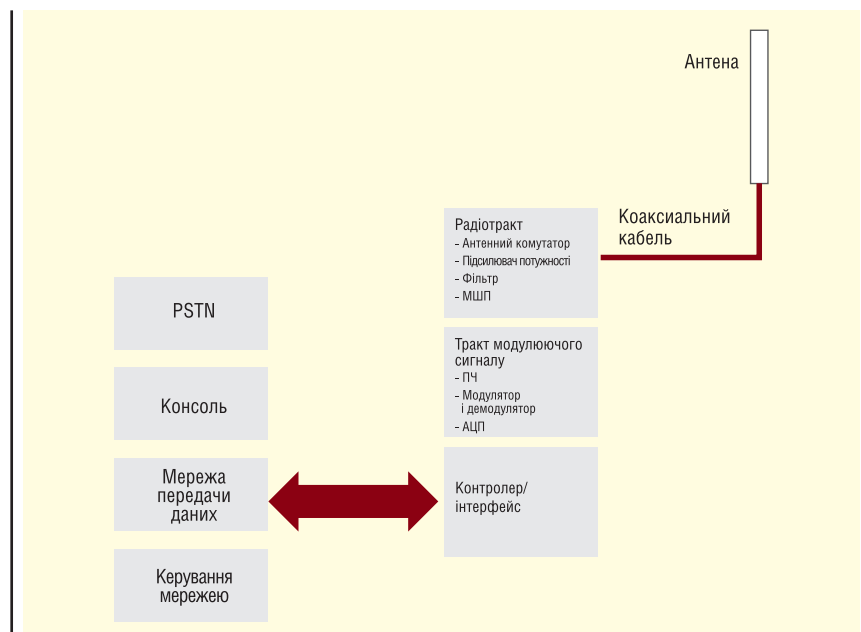 Антена
Коаксиальний
кабель
Радіотракт
– Антенний комутатор
– Підсилювач потужності
– Фільтр
– МШП
PSTN
Тракт модулюючого
сигналу
– ПЧ
– Модулятор
і демодулятор
– АЦП
Консоль
Мережа
передачи
даних
Контролер/
інтерфейс
Керування
мережею